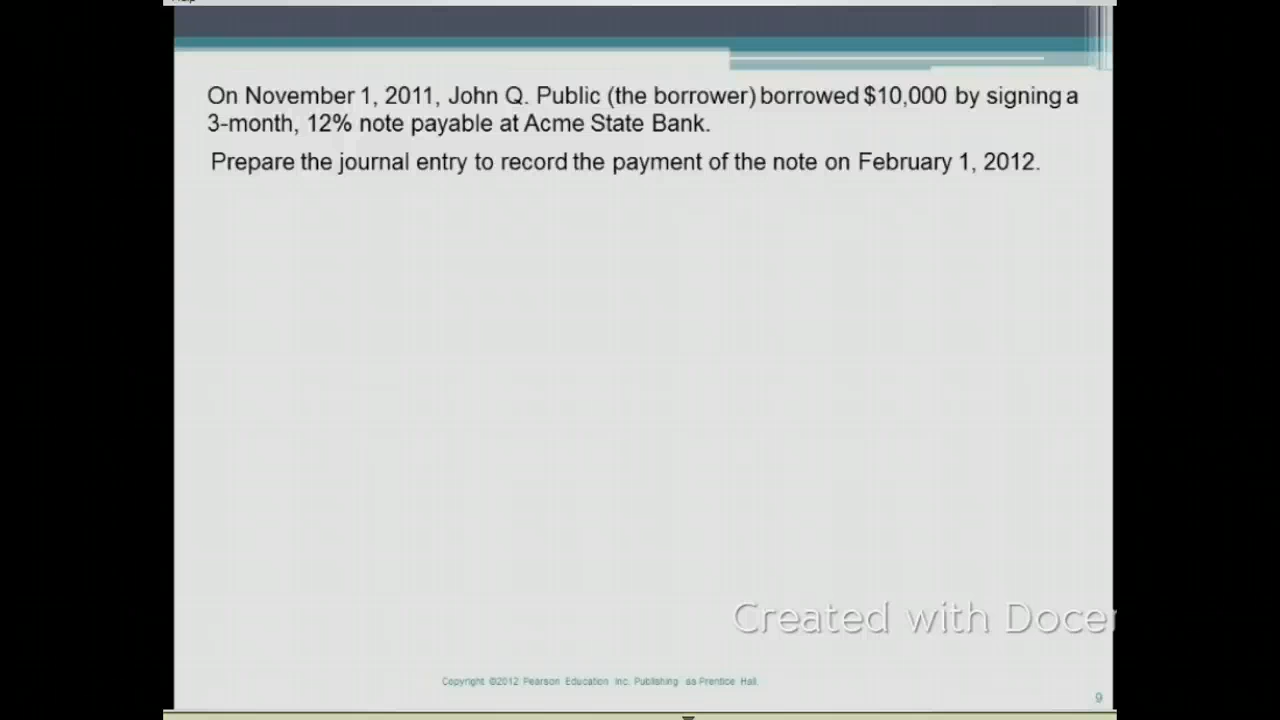 On November 1, 2011, John Q. Public (the borrower) borrowed $10,000 by signing a
3-month, 12% note payable at Acme State Bank.
Prepare the journal entry to record the payment of the note on February 1, 2012.
Created with Docer
Copyright ©2012 Pearson Education Inc. Publishing as Prentice Hall.
9